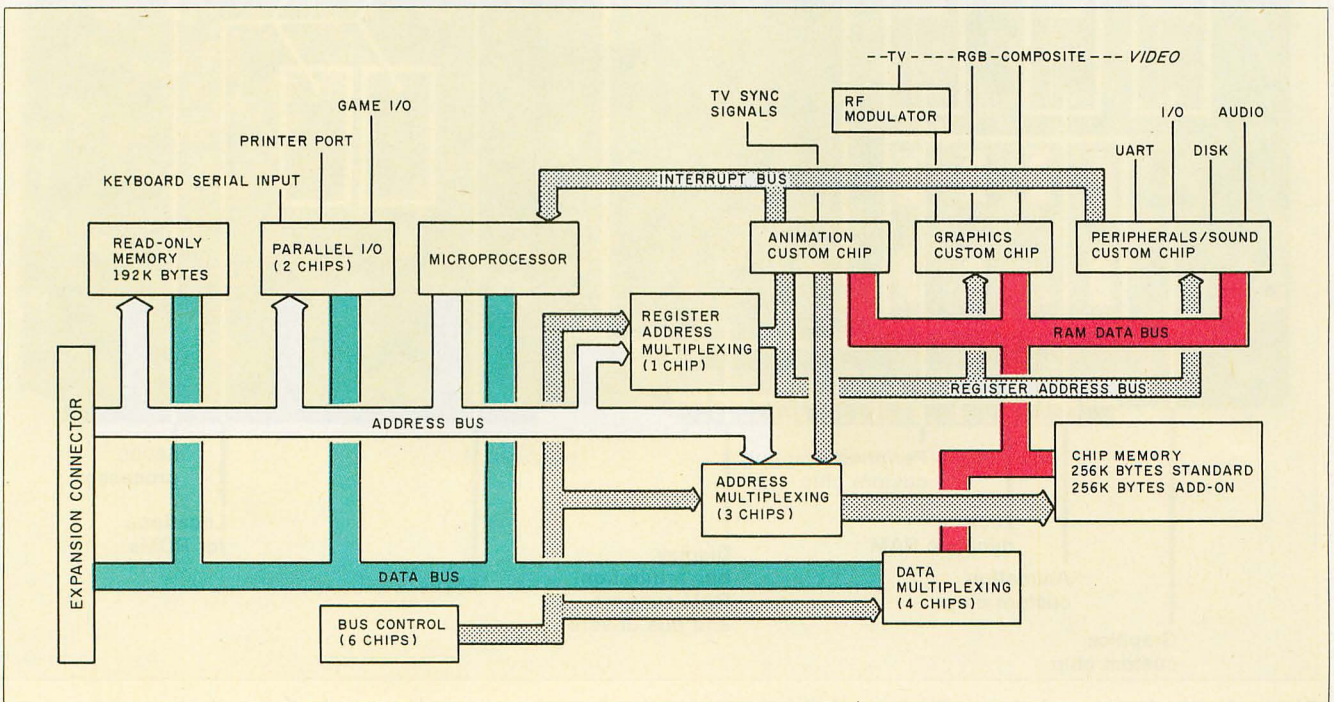 --TV-----RGB-COMPOSITE--- VIDEO
TV SYNC
SIGNALS
RF
MODULATOR
I/O
AUDIO
UART
DISK
GAME I/O
PRINTER PORT
KEYBOARD SERIAL INPUT
INTERRUPT BUS
READ-ONLY
MEMORY
192K BYTES
PARALLEL I/O
(2 CHIPS)
MICROPROCESSOR
ANIMATION
CUSTOM CHIP
GRAPHICS
CUSTOM CHIP
PERIPHERALS/SOUND
CUSTOM CHIP
REGISTER
ADDRESS
MULTIPLEXING
(1 CHIP)
RAM DATA BUS
REGISTER ADDRESS BUS
EXPANSION CONNECTOR
ADDRESS BUS
ADDRESS
MULTIPLEXING
(3 CHIPS)
CHIP MEMORY
256K BYTES STANDARD
256K BYTES ADD-ON
DATA BUS
DATA
MULTIPLEXING
(4 CHIPS)
BUS CONTROL
(6 CHIPS)